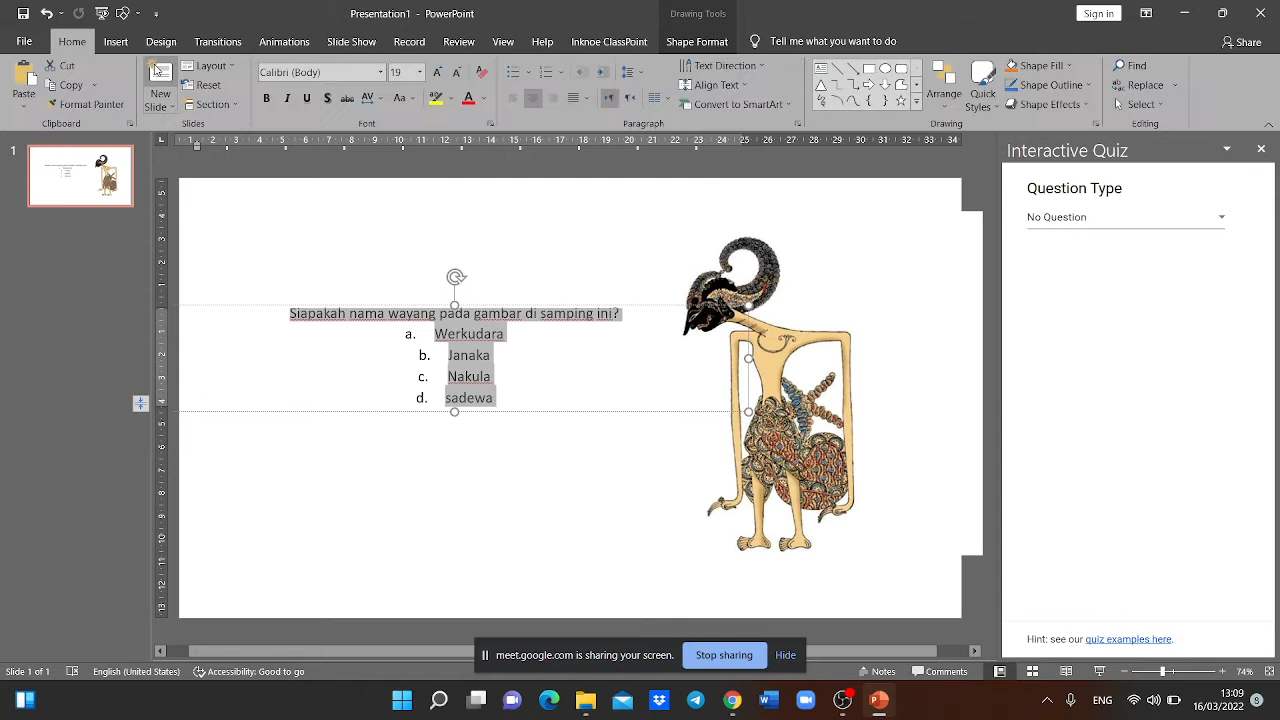 Presentation1 - PowerPoint
Drawing Tools
Sign in
File Home Insert Design Transitions Animations Slide Show Record Review View Help Inknoe ClassPoint Shape Format Tell me what you want to do Share
Paste
Cut
Copy
Format Painter
Clipboard
New Slide
Layout
Reset
Section
Slides
Calibri (Body) 19
B I U S abc AV Aa A
Font
Text Direction
Align Text
Convert to SmartArt
Paragraph
Arrange
Quick Styles
Shape Fill
Shape Outline
Shape Effects
Drawing
Find
Replace
Select
Editing
1
Siapakah nama wayang pada gambar di samping ini?
a. Werkudara
b. Janaka
c. Nakula
d. sadewa
Interactive Quiz
Question Type
No Question
Hint: see our quiz examples here.
meet.google.com is sharing your screen. Stop sharing Hide
Slide 1 of 1 English (United States) Accessibility: Good to go Notes Comments 74%
ENG 13:09
16/03/2022